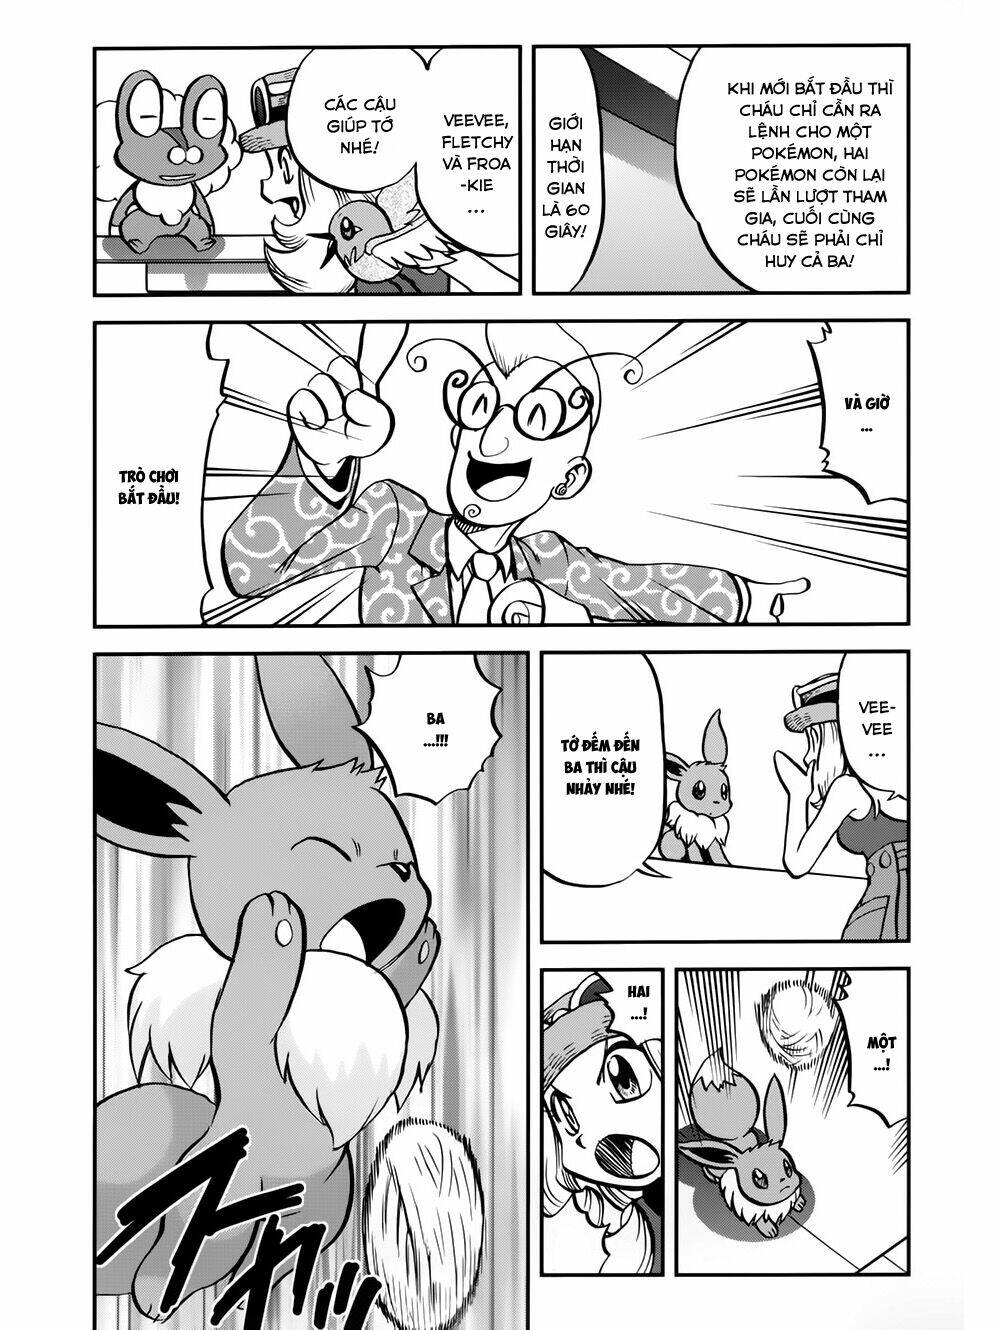 KHI MỚI BẮT ĐẦU THÌ
CHÁU CHỈ CẦN RA
LỆNH CHO MỘT
POKÉMON, HAI
POKÉMON CÒN LẠI
SẼ LẦN LƯỢT THAM
GIA, CUỐI CÙNG
CHÁU SẼ PHẢI CHỈ
HUY CẢ BA!
GIỚI
HẠN
THỜI
GIAN
LÀ 60
GIÂY!
VEEVEE,
FLETCHY
VÀ FROA
-KIE
...
CÁC CẬU
GIÚP TỚ
NHÉ!
VÀ GIỜ
...
TRÒ CHƠI
BẮT ĐẦU!
VEE-
VEE
...
TỚ ĐẾM ĐẾN
BA THÌ CẬU
NHẢY NHÉ!
MỘT
...!
HAI
...!
BA
...!!!